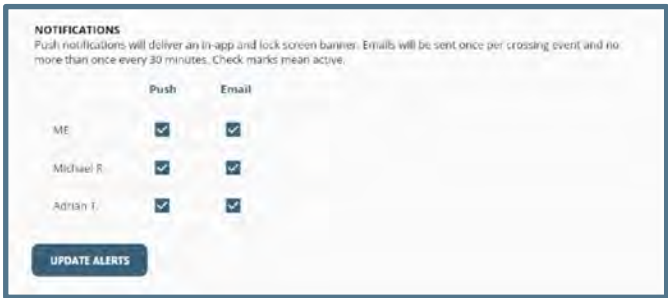 NOTIFICATIONS
Push notifications will deliver an in-app and lock screen banner. Emails will be sent once per crossing event and no
more than once every 30 minutes. Check marks mean active.
Push Email
ME
Michael R.
Adrian T.
UPDATE ALERTS